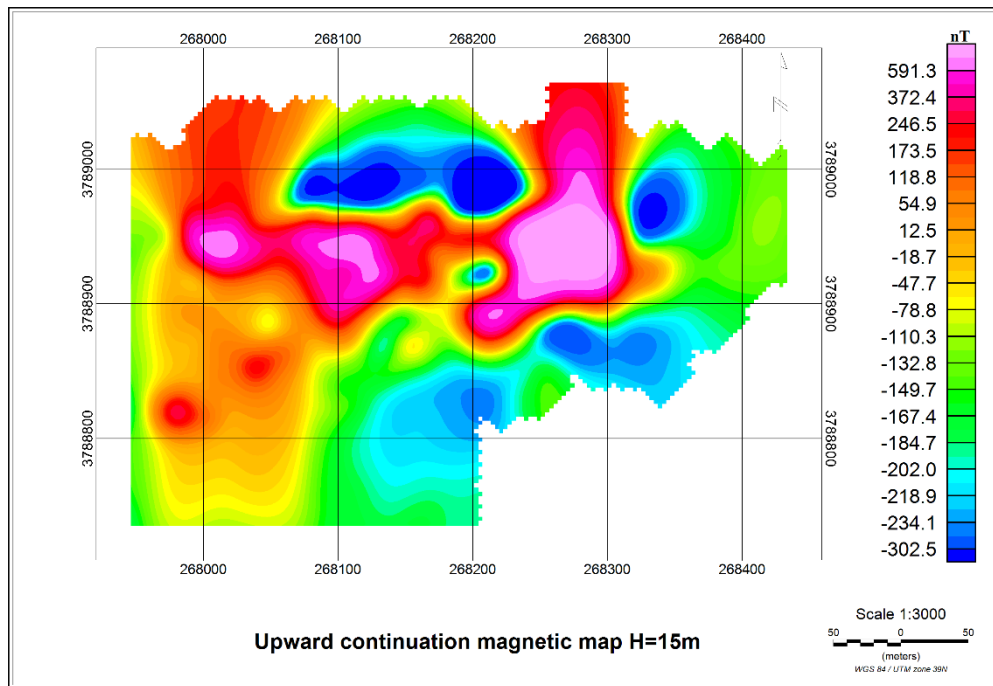 268000 268100 268200 268300 268400
3789000 3789000
3788900 3788900
3788800 3788800
268000 268100 268200 268300 268400
nT
591.3
372.4
246.5
173.5
118.8
54.9
12.5
-18.7
-47.7
-78.8
-110.3
-132.8
-149.7
-167.4
-184.7
-202.0
-218.9
-234.1
-302.5
Upward continuation magnetic map H=15m
Scale 1:3000
50 0 50
(meters)
WGS 84 / UTM zone 39N